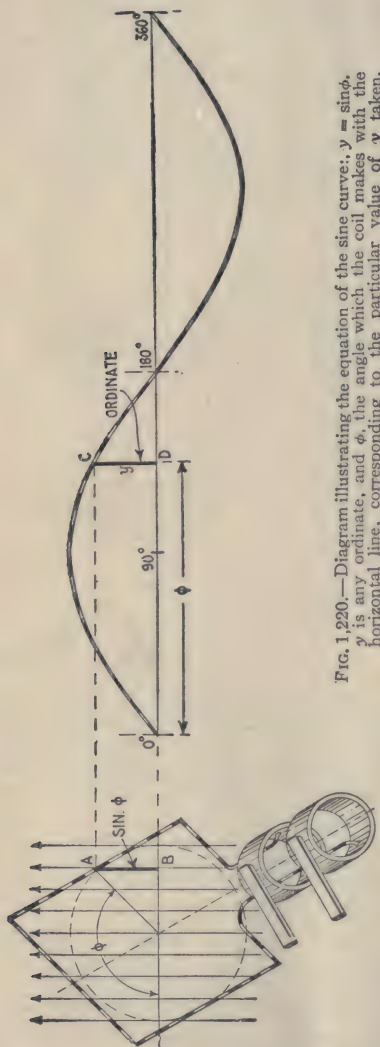 A
SIN. ϕ
B
ϕ
C
y
ORDINATE
D
0°
90°
180°
360°
ϕ
FIG. 1,220.—Diagram illustrating the equation of the sine curve:, y = sinϕ.
y is any ordinate, and ϕ, the angle which the coil makes with the
horizontal line, corresponding to the particular value of y taken.